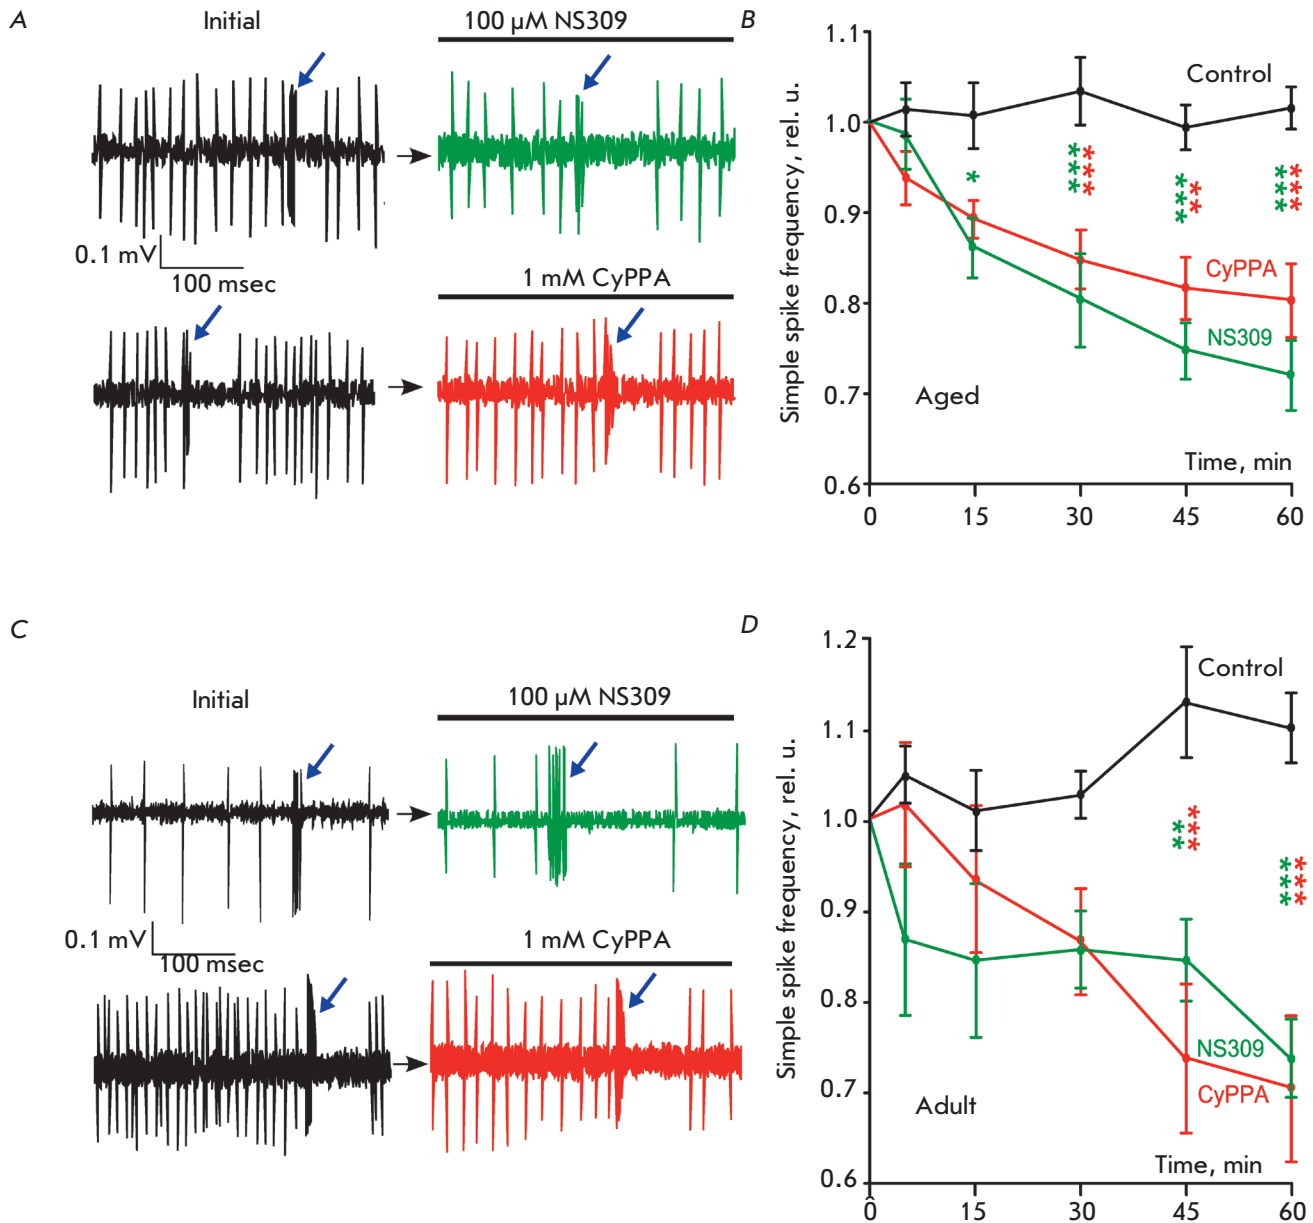 A
Initial
100 µM NS309
0.1 mV
100 msec
1 mM CyPPA
B
Simple spike frequency, rel. u.
1.1
1.0
0.9
0.8
0.7
0.6
Control
*
***
***
***
**
***
***
CyPPA
NS309
Aged
Time, min
0 15 30 45 60
C
Initial
100 µM NS309
0.1 mV
100 msec
1 mM CyPPA
D
Simple spike frequency, rel. u.
1.2
1.1
1.0
0.9
0.8
0.7
0.6
Control
**
***
***
***
NS309
CyPPA
Adult
Time, min
0 15 30 45 60